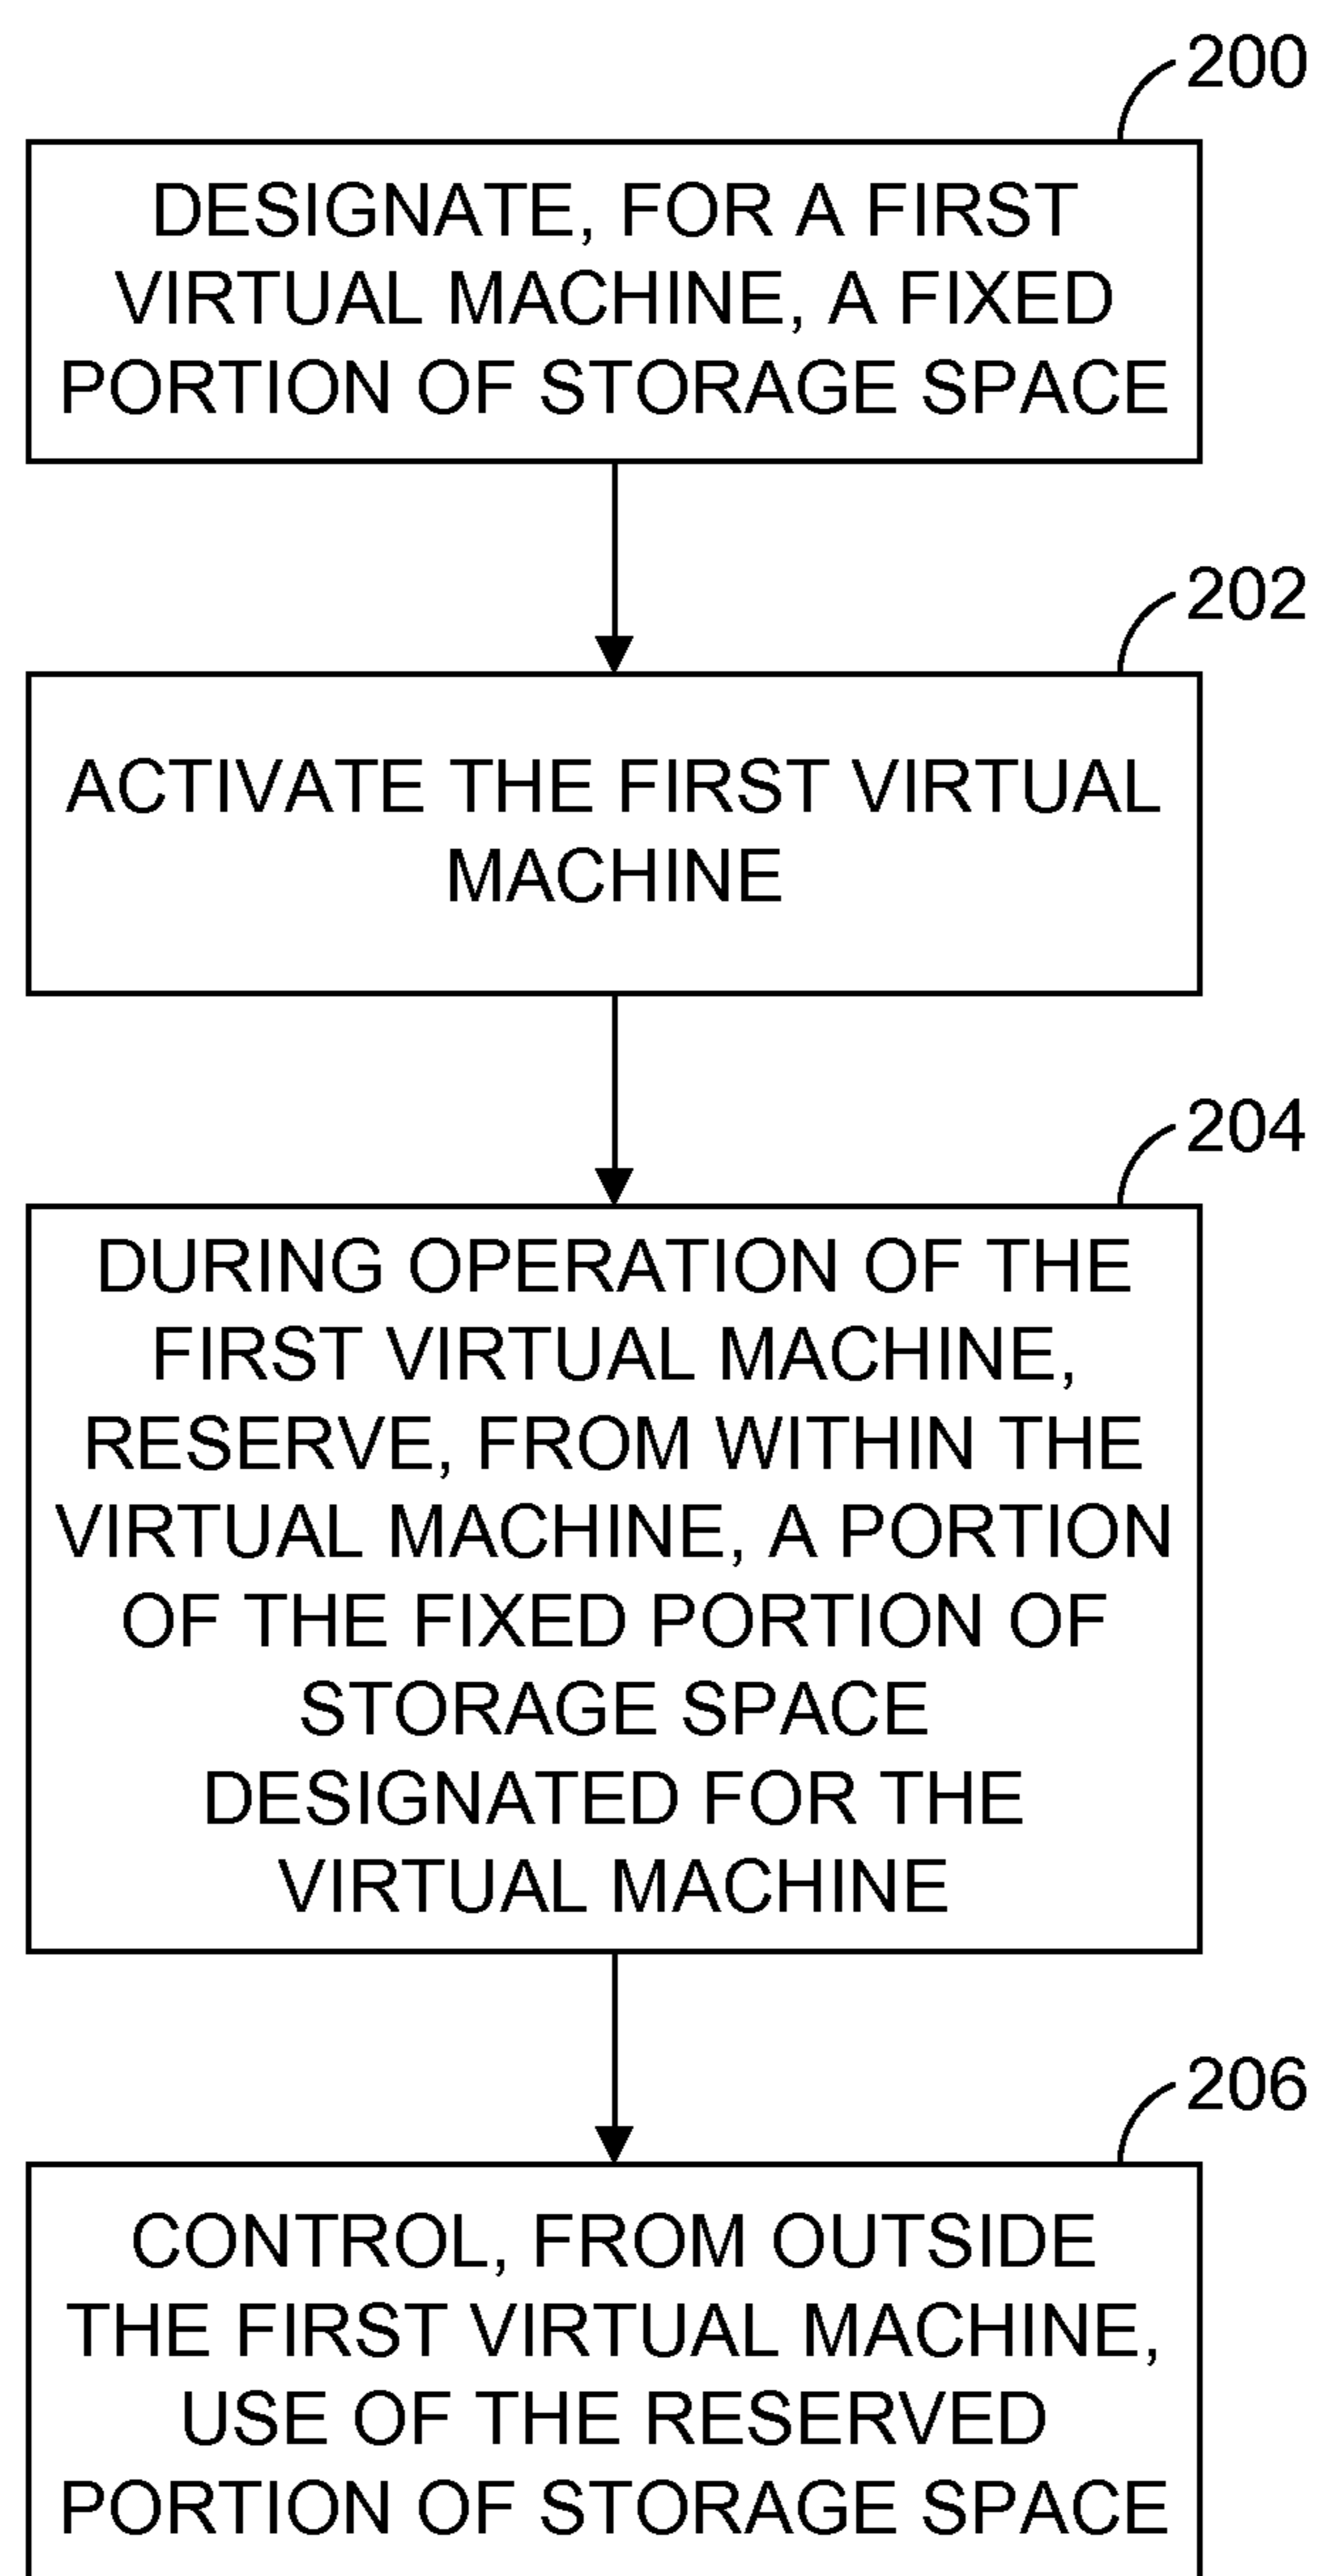 200
DESIGNATE, FOR A FIRST
VIRTUAL MACHINE, A FIXED
PORTION OF STORAGE SPACE
202
ACTIVATE THE FIRST VIRTUAL
MACHINE
204
DURING OPERATION OF THE
FIRST VIRTUAL MACHINE,
RESERVE, FROM WITHIN THE
VIRTUAL MACHINE, A PORTION
OF THE FIXED PORTION OF
STORAGE SPACE
DESIGNATED FOR THE
VIRTUAL MACHINE
206
CONTROL, FROM OUTSIDE
THE FIRST VIRTUAL MACHINE,
USE OF THE RESERVED
PORTION OF STORAGE SPACE